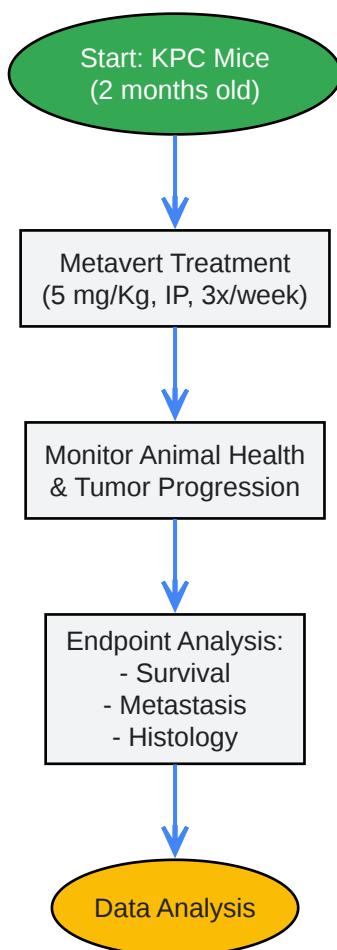 Start: KPC Mice
(2 months old)
Metavert Treatment
(5 mg/Kg, IP, 3x/week)
Monitor Animal Health
& Tumor Progression
Endpoint Analysis:
- Survival
- Metastasis
- Histology
Data Analysis